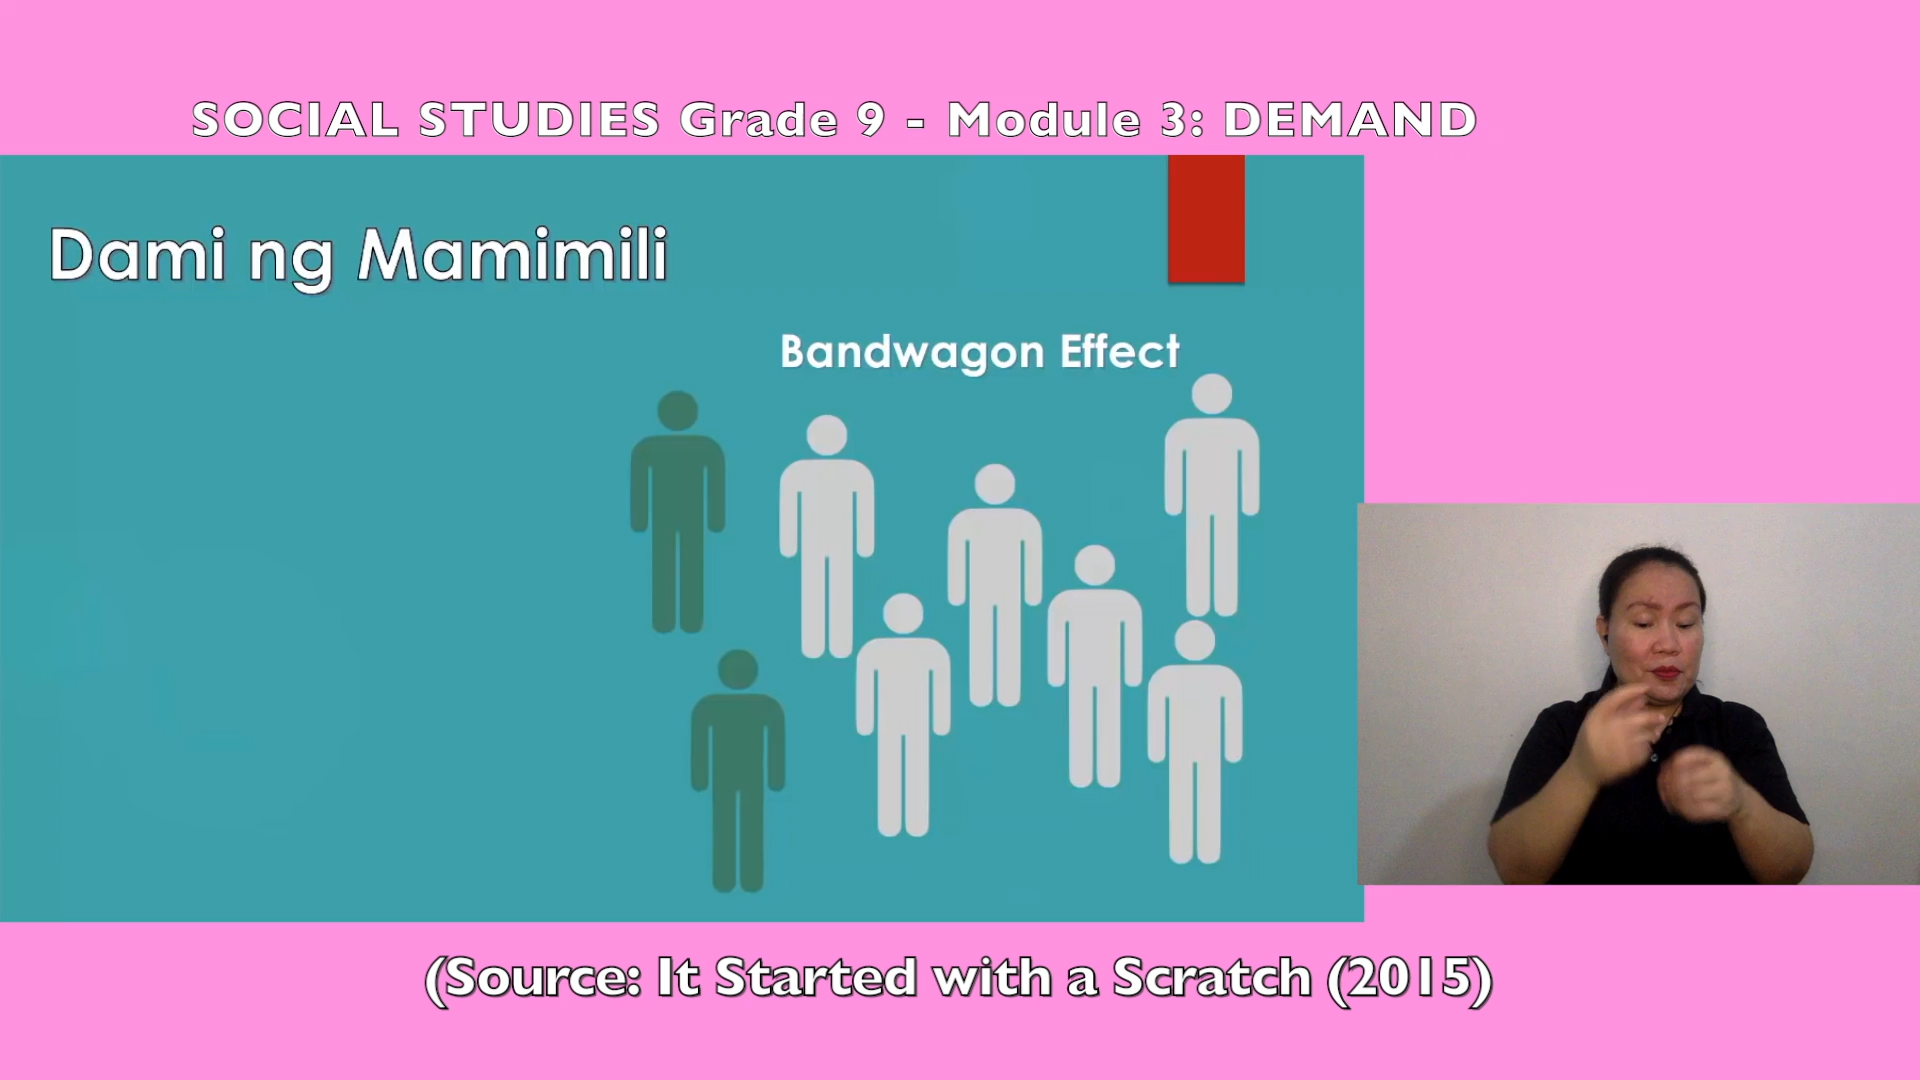 SOCIAL STUDIES Grade 9 - Module 3: DEMAND
Dami ng Mamimili
Bandwagon Effect
(Source: It Started with a Scratch (2015)